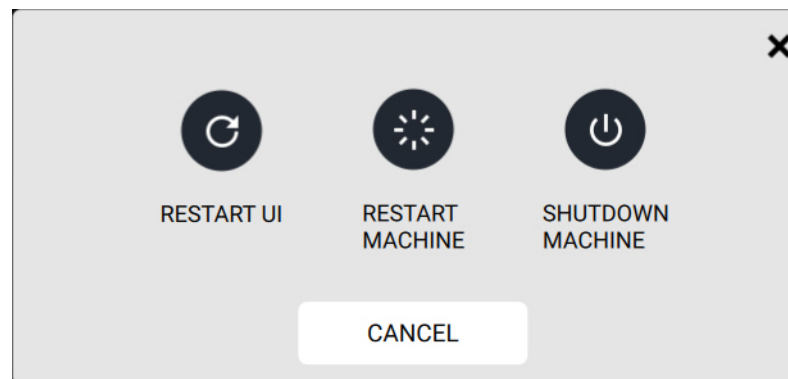 RESTART UI
RESTART
MACHINE
SHUTDOWN
MACHINE
CANCEL